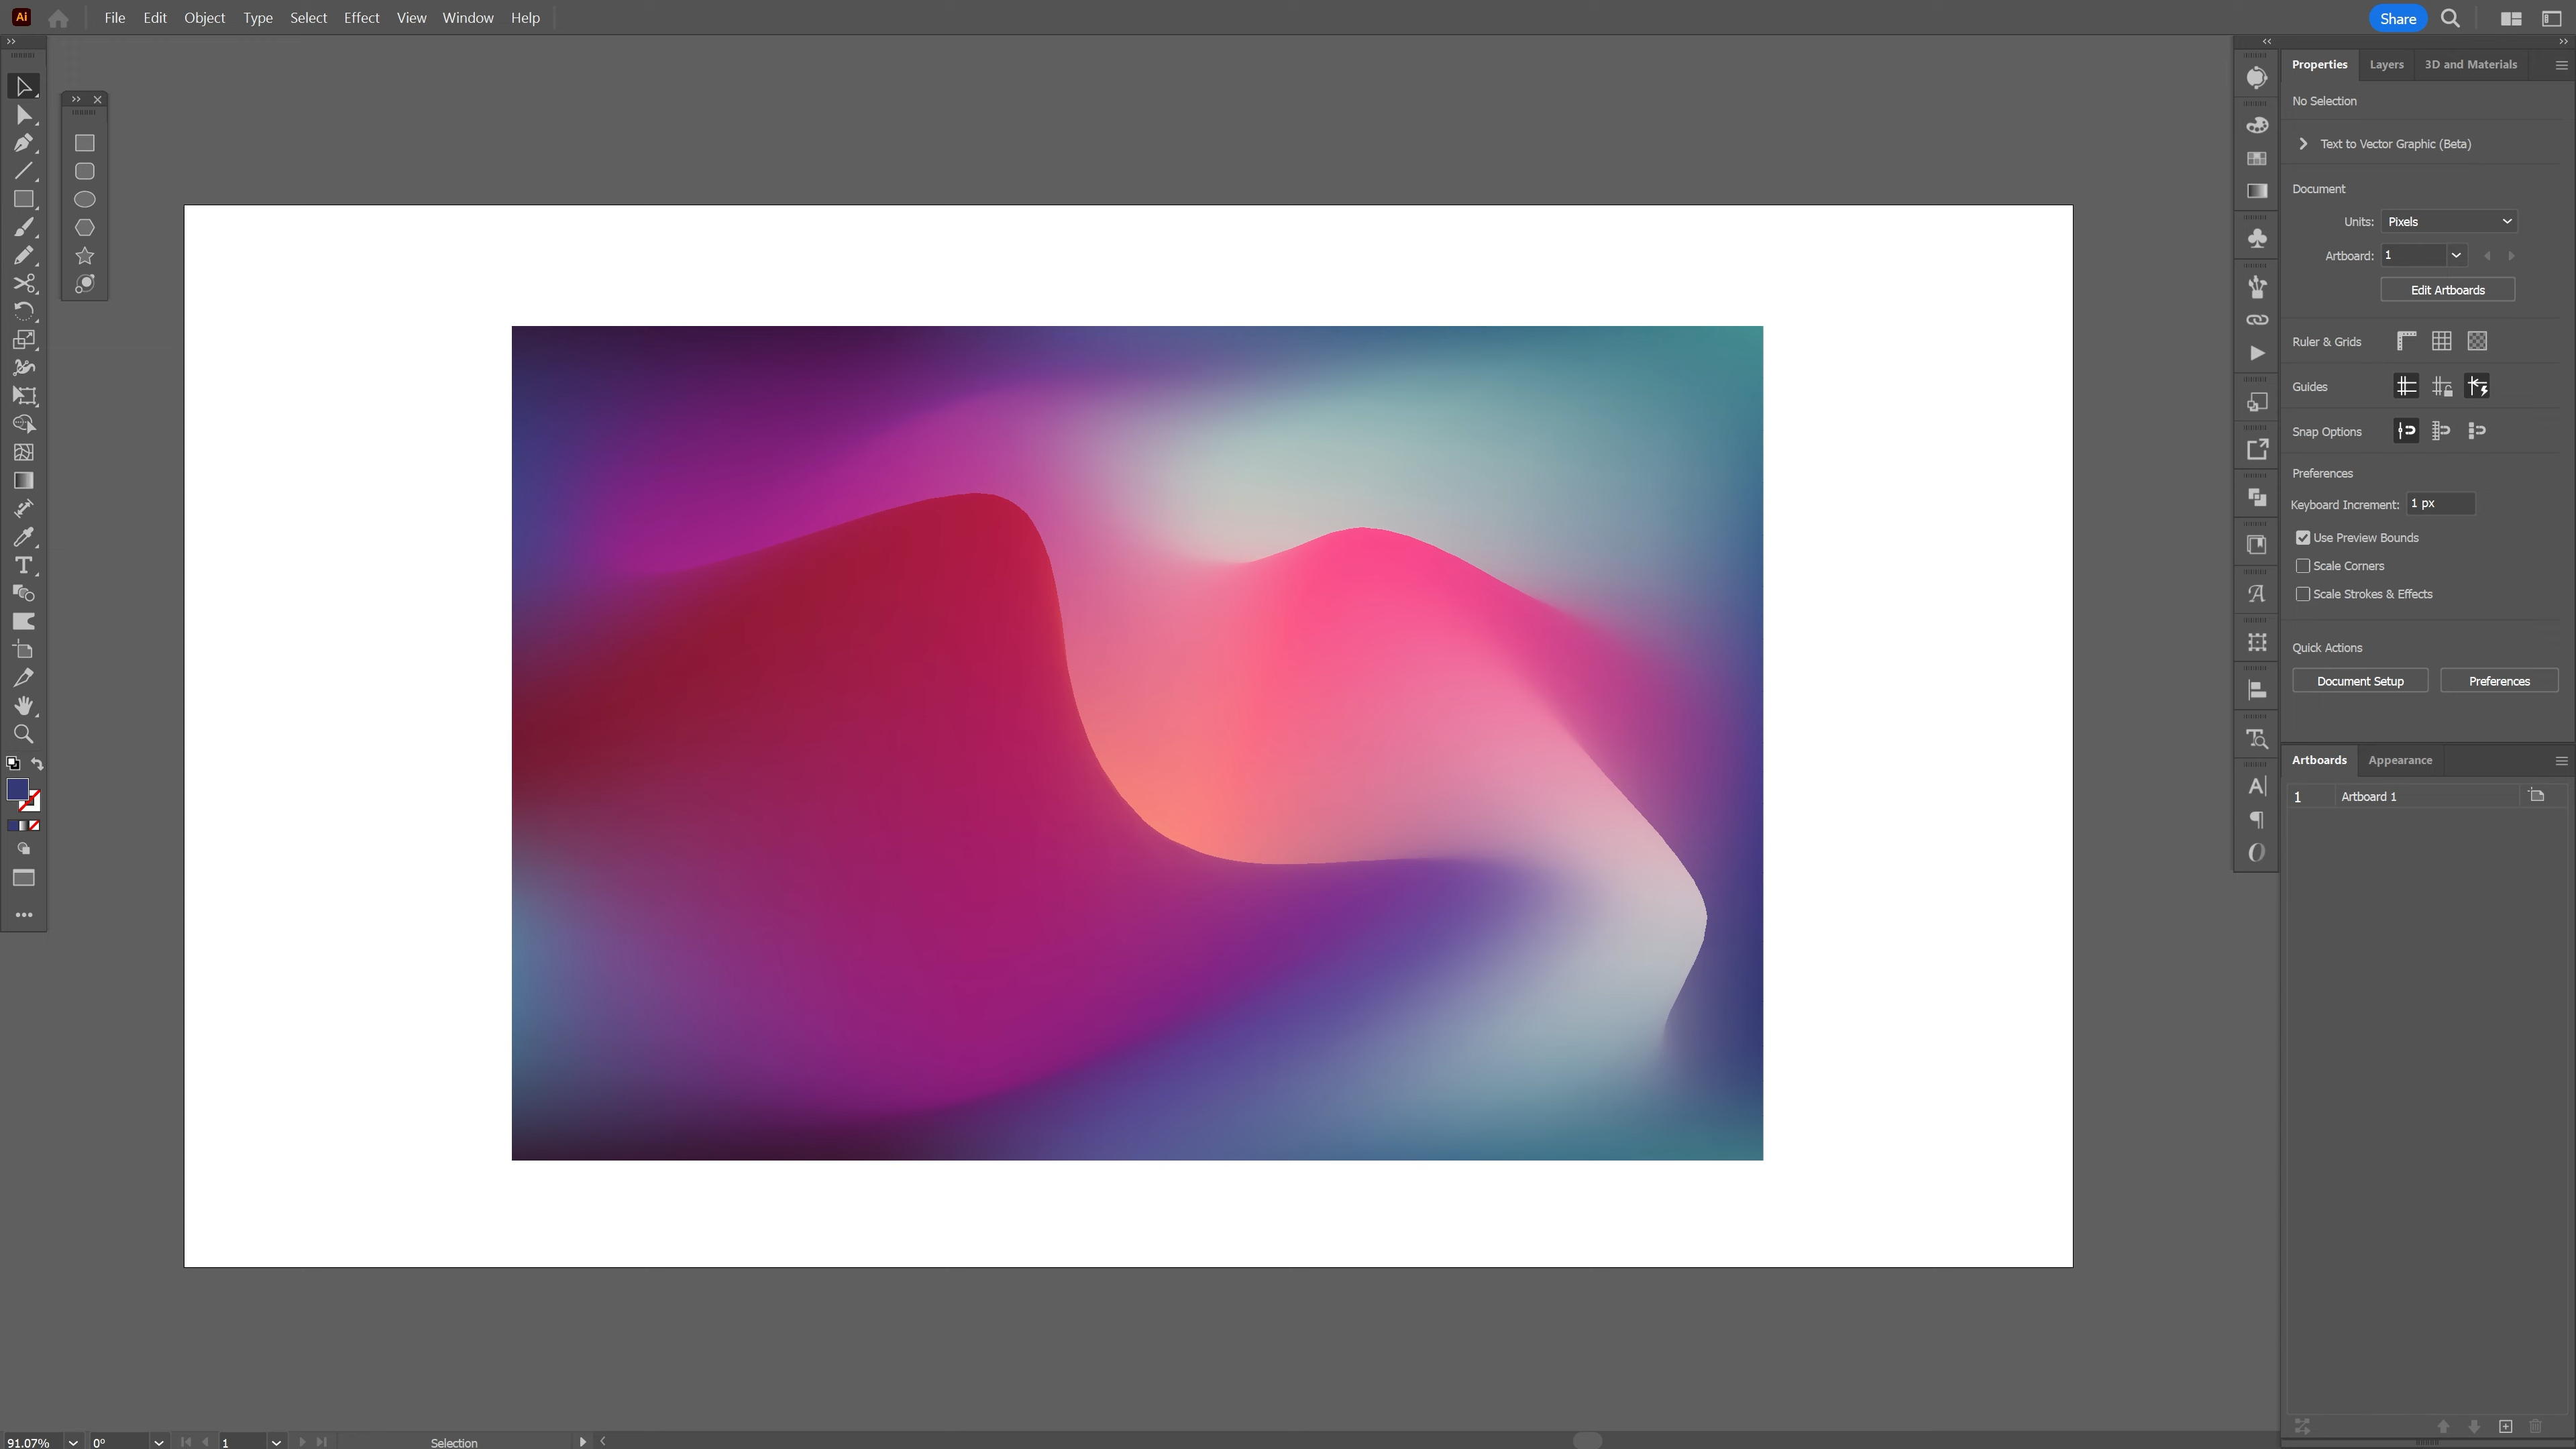 Ai File Edit Object Type Select Effect View Window Help Share
Properties Layers 3D and Materials
No Selection
Text to Vector Graphic (Beta)
Document
Units: Pixels
Artboard: 1
Edit Artboards
Ruler & Grids
Guides
Snap Options
Preferences
Keyboard Increment: 1 px
Use Preview Bounds
Scale Corners
Scale Strokes & Effects
Quick Actions
Document Setup Preferences
Artboards Appearance
1 Artboard 1
91.07% 0° 1 Selection